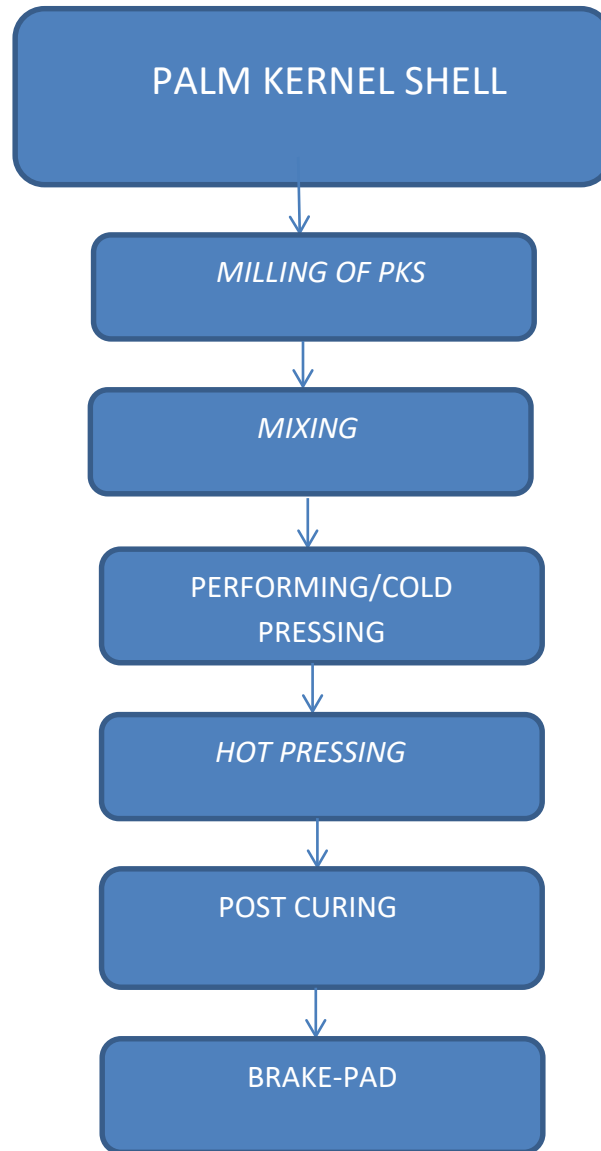 PALM KERNEL SHELL
MILLING OF PKS
MIXING
PERFORMING/COLD
PRESSING
HOT PRESSING
POST CURING
BRAKE-PAD